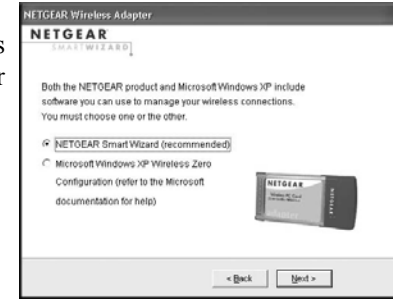 NETGEAR Wireless Adapter
NETGEAR
SMARTWIZARD
s
r
Both the NETGEAR product and Microsoft Windows XP include
software you can use to manage your wireless connections.
You must choose one or the other.
NETGEAR Smart Wizard (recommended)
Microsoft Windows XP Wireless Zero
Configuration (refer to the Microsoft
documentation for help)
NETGEAR
< Back
Next >